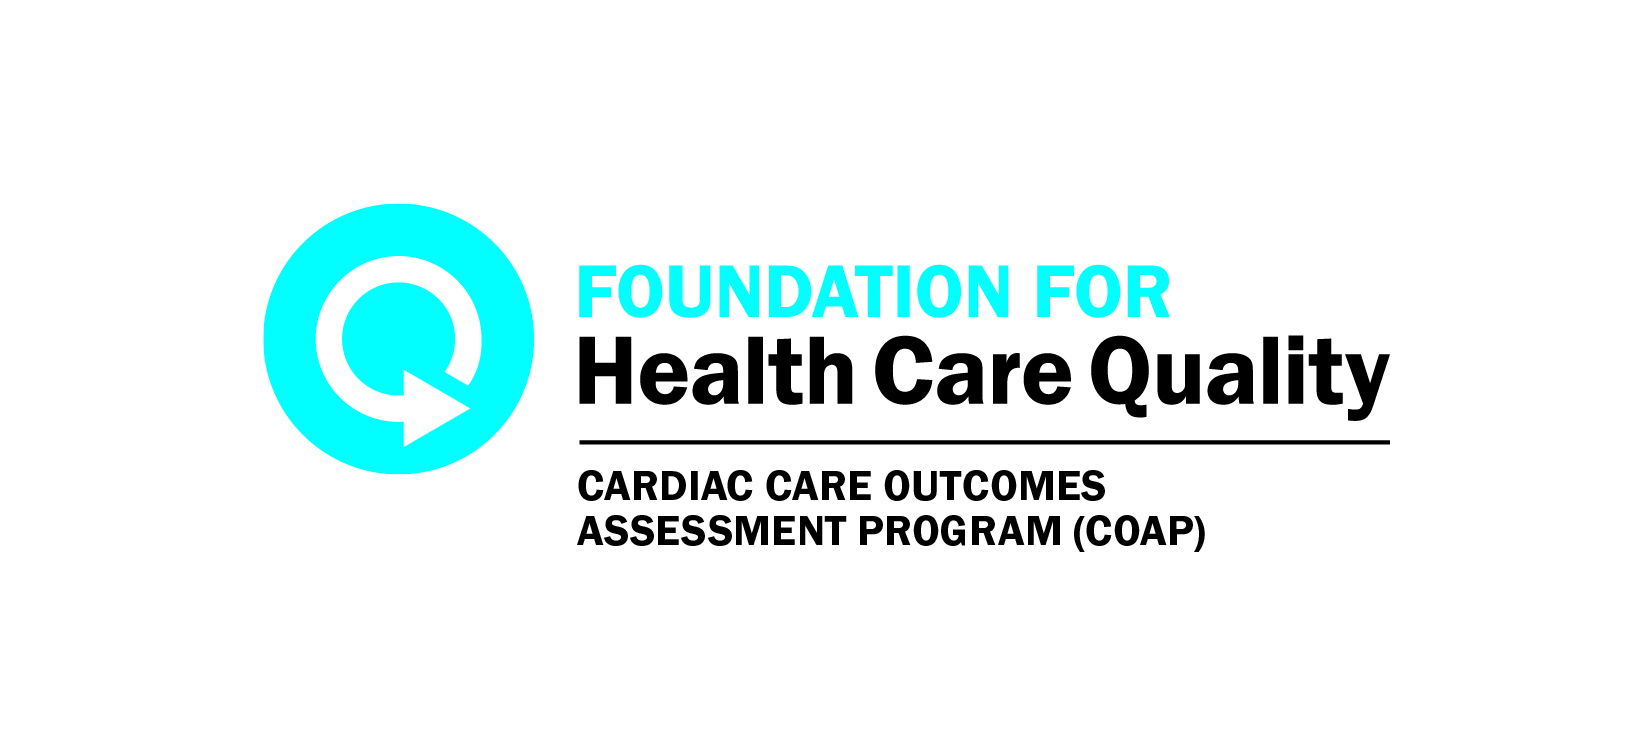 FOUNDATION FOR
Health Care Quality
CARDIAC CARE OUTCOMES
ASSESSMENT PROGRAM (COAP)